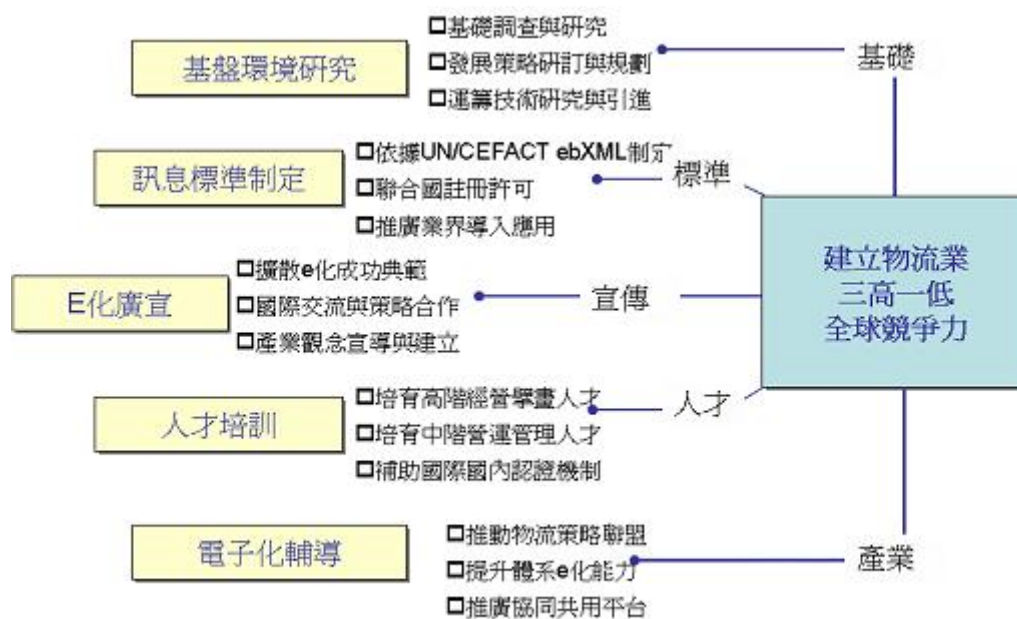 基盤環境研究
□基礎調查與研究
□發展策略研訂與規劃
□運籌技術研究與引進
基礎
訊息標準制定
□依據UN/CEFACT ebXML制定
□聯合國註冊許可
□推廣業界導入應用
標準
E化廣宣
□擴散e化成功典範
□國際交流與策略合作
□產業觀念宣導與建立
宣傳
建立物流業
三高一低
全球競爭力
人才培訓
□培育高階經營擘畫人才
□培育中階營運管理人才
□補助國際國內認證機制
人才
電子化輔導
□推動物流策略聯盟
□提升體系e化能力
□推廣協同共用平台
產業